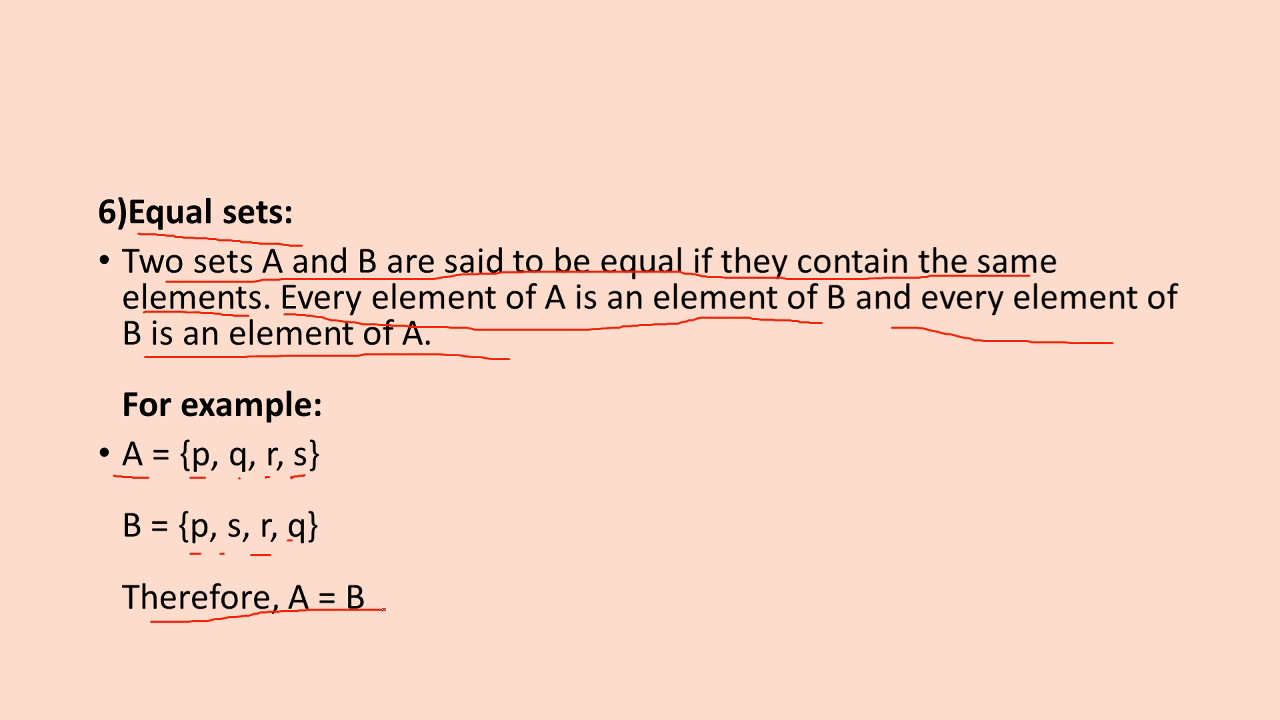 6)Equal sets:
• Two sets A and B are said to be equal if they contain the same
elements. Every element of A is an element of B and every element of
B is an element of A.
For example:
• A = {p, q, r, s}
B = {p, s, r, q}
Therefore, A = B